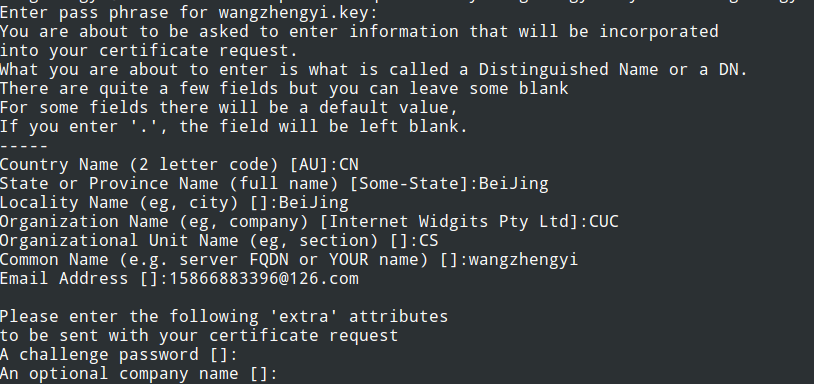 Enter pass phrase for wangzhengyi.key:
You are about to be asked to enter information that will be incorporated
into your certificate request.
What you are about to enter is what is called a Distinguished Name or a DN.
There are quite a few fields but you can leave some blank
For some fields there will be a default value,
If you enter '.', the field will be left blank.
-----
Country Name (2 letter code) [AU]:CN
State or Province Name (full name) [Some-State]:BeiJing
Locality Name (eg, city) []:BeiJing
Organization Name (eg, company) [Internet Widgits Pty Ltd]:CUC
Organizational Unit Name (eg, section) []:CS
Common Name (e.g. server FQDN or YOUR name) []:wangzhengyi
Email Address []:15866883396@126.com
Please enter the following 'extra' attributes
to be sent with your certificate request
A challenge password []:
An optional company name []: